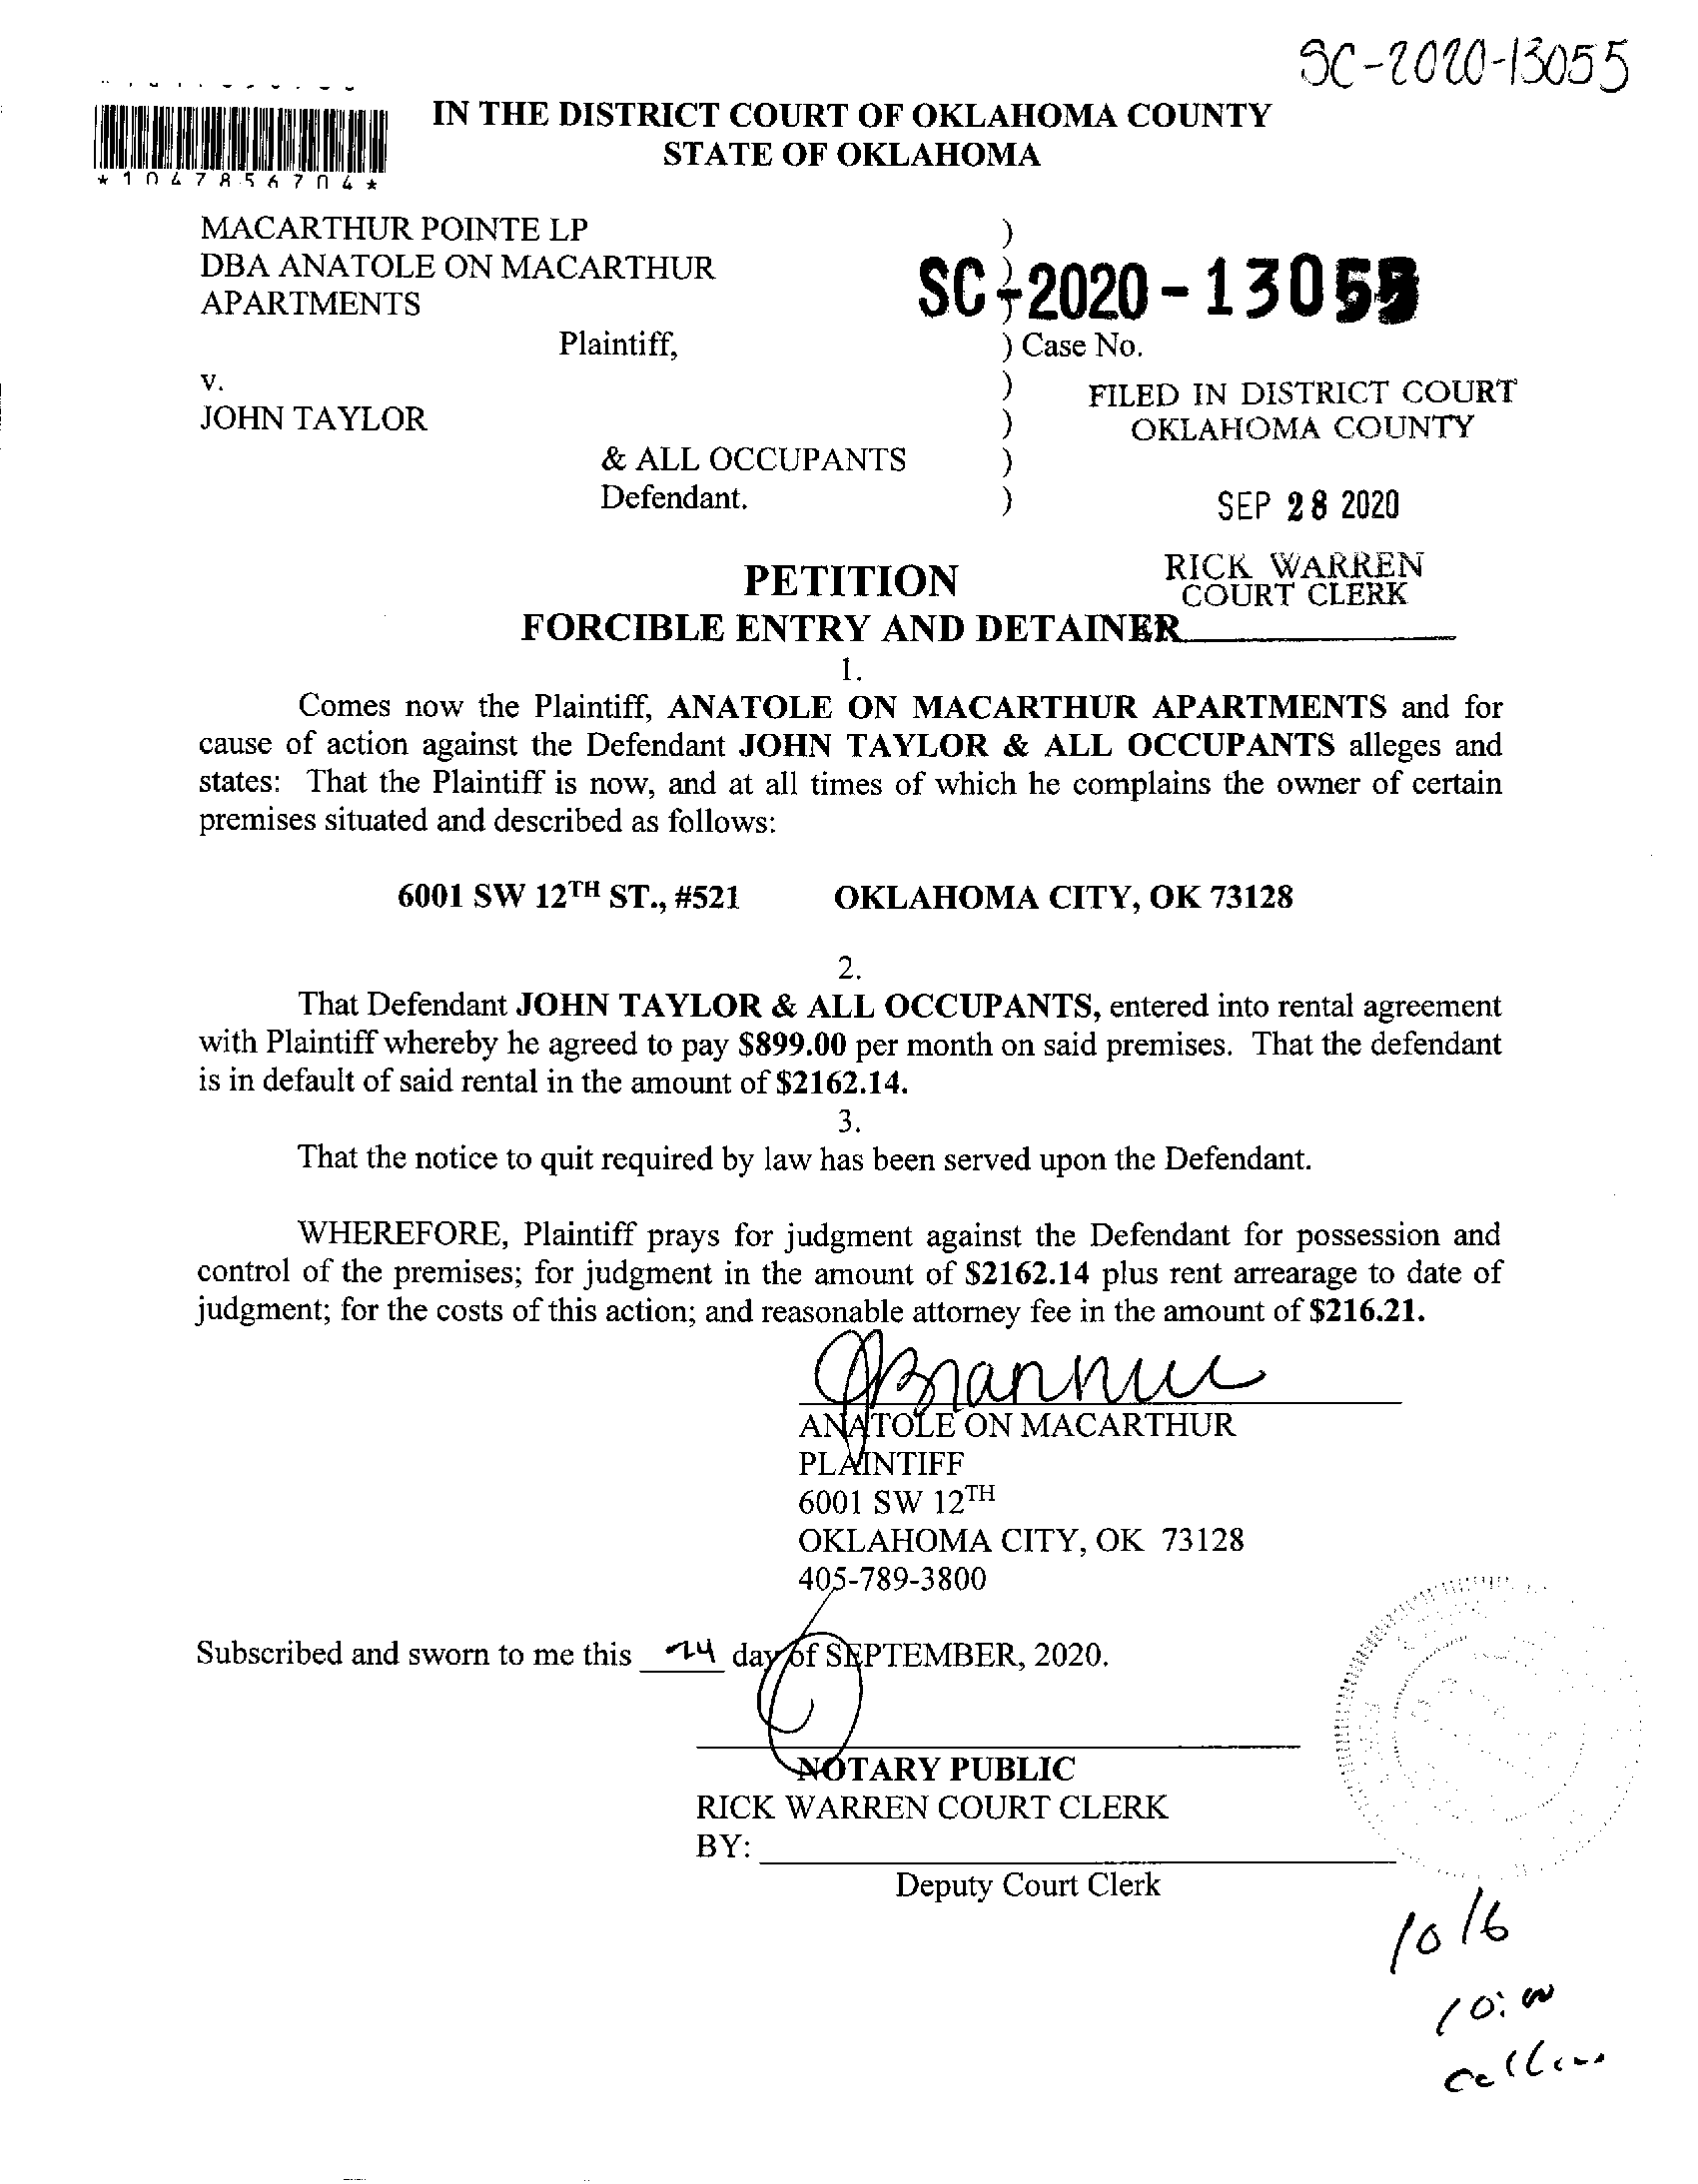 SC-2020-13055
IN THE DISTRICT COURT OF OKLAHOMA COUNTY
STATE OF OKLAHOMA
*1047856704*
MACARTHUR POINTE LP )
DBA ANATOLE ON MACARTHUR )
APARTMENTS ) SC-2020-13055
Plaintiff, ) Case No.
v. )
JOHN TAYLOR )
& ALL OCCUPANTS )
Defendant. )
FILED IN DISTRICT COURT
OKLAHOMA COUNTY
SEP 28 2020
RICK WARREN
COURT CLERK
PETITION
FORCIBLE ENTRY AND DETAINER
1.
Comes now the Plaintiff, ANATOLE ON MACARTHUR APARTMENTS and for
cause of action against the Defendant JOHN TAYLOR & ALL OCCUPANTS alleges and
states: That the Plaintiff is now, and at all times of which he complains the owner of certain
premises situated and described as follows:
6001 SW 12TH ST., #521 OKLAHOMA CITY, OK 73128
2.
That Defendant JOHN TAYLOR & ALL OCCUPANTS, entered into rental agreement
with Plaintiff whereby he agreed to pay $899.00 per month on said premises. That the defendant
is in default of said rental in the amount of $2162.14.
3.
That the notice to quit required by law has been served upon the Defendant.
WHEREFORE, Plaintiff prays for judgment against the Defendant for possession and
control of the premises; for judgment in the amount of $2162.14 plus rent arrearage to date of
judgment; for the costs of this action; and reasonable attorney fee in the amount of $216.21.
ANATOLE ON MACARTHUR
PLAINTIFF
6001 SW 12TH
OKLAHOMA CITY, OK 73128
405-789-3800
Subscribed and sworn to me this 24 day of SEPTEMBER, 2020.
NOTARY PUBLIC
RICK WARREN COURT CLERK
BY:
Deputy Court Clerk
10/6
10:00